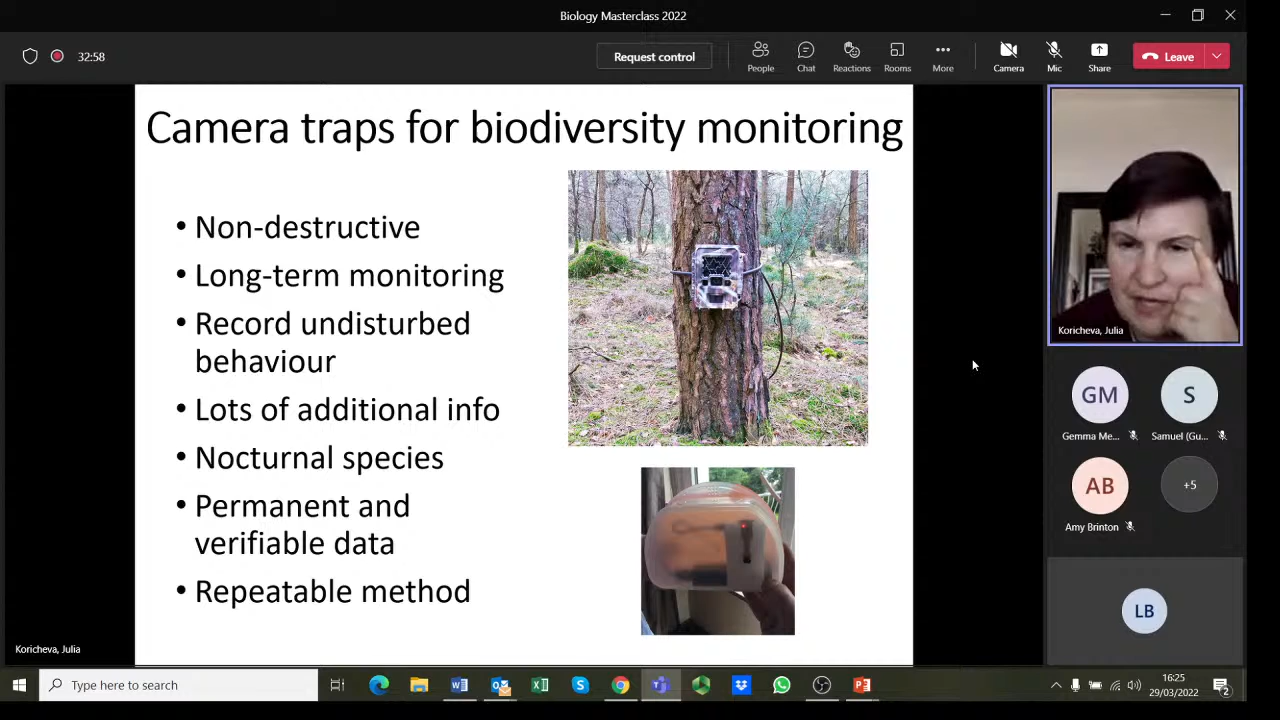 Biology Masterclass 2022
32:58
Request control
People
Chat
Reactions
Rooms
More
Camera
Mic
Share
Leave
Camera traps for biodiversity monitoring
• Non-destructive
• Long-term monitoring
• Record undisturbed
behaviour
• Lots of additional info
• Nocturnal species
• Permanent and
verifiable data
• Repeatable method
Koricheva, Julia
Koricheva, Julia
GM
Gemma Me...
S
Samuel (Gu...
AB
Amy Brinton
+5
LB
Type here to search
16:25
29/03/2022
2